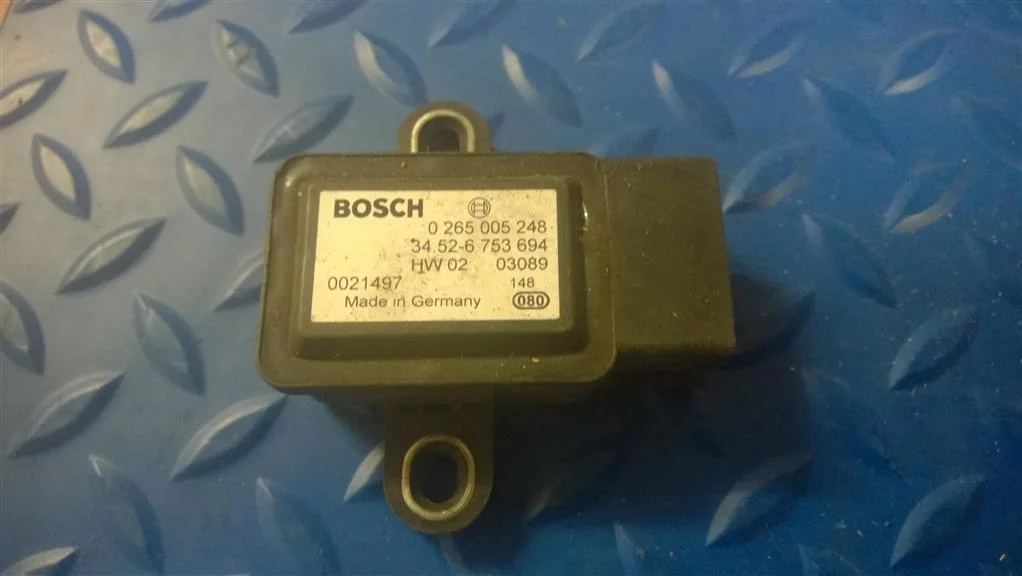 BOSCH
0 265 005 248
34.52-6 753 694
HW 02 03089
0021497 148
Made in Germany 080